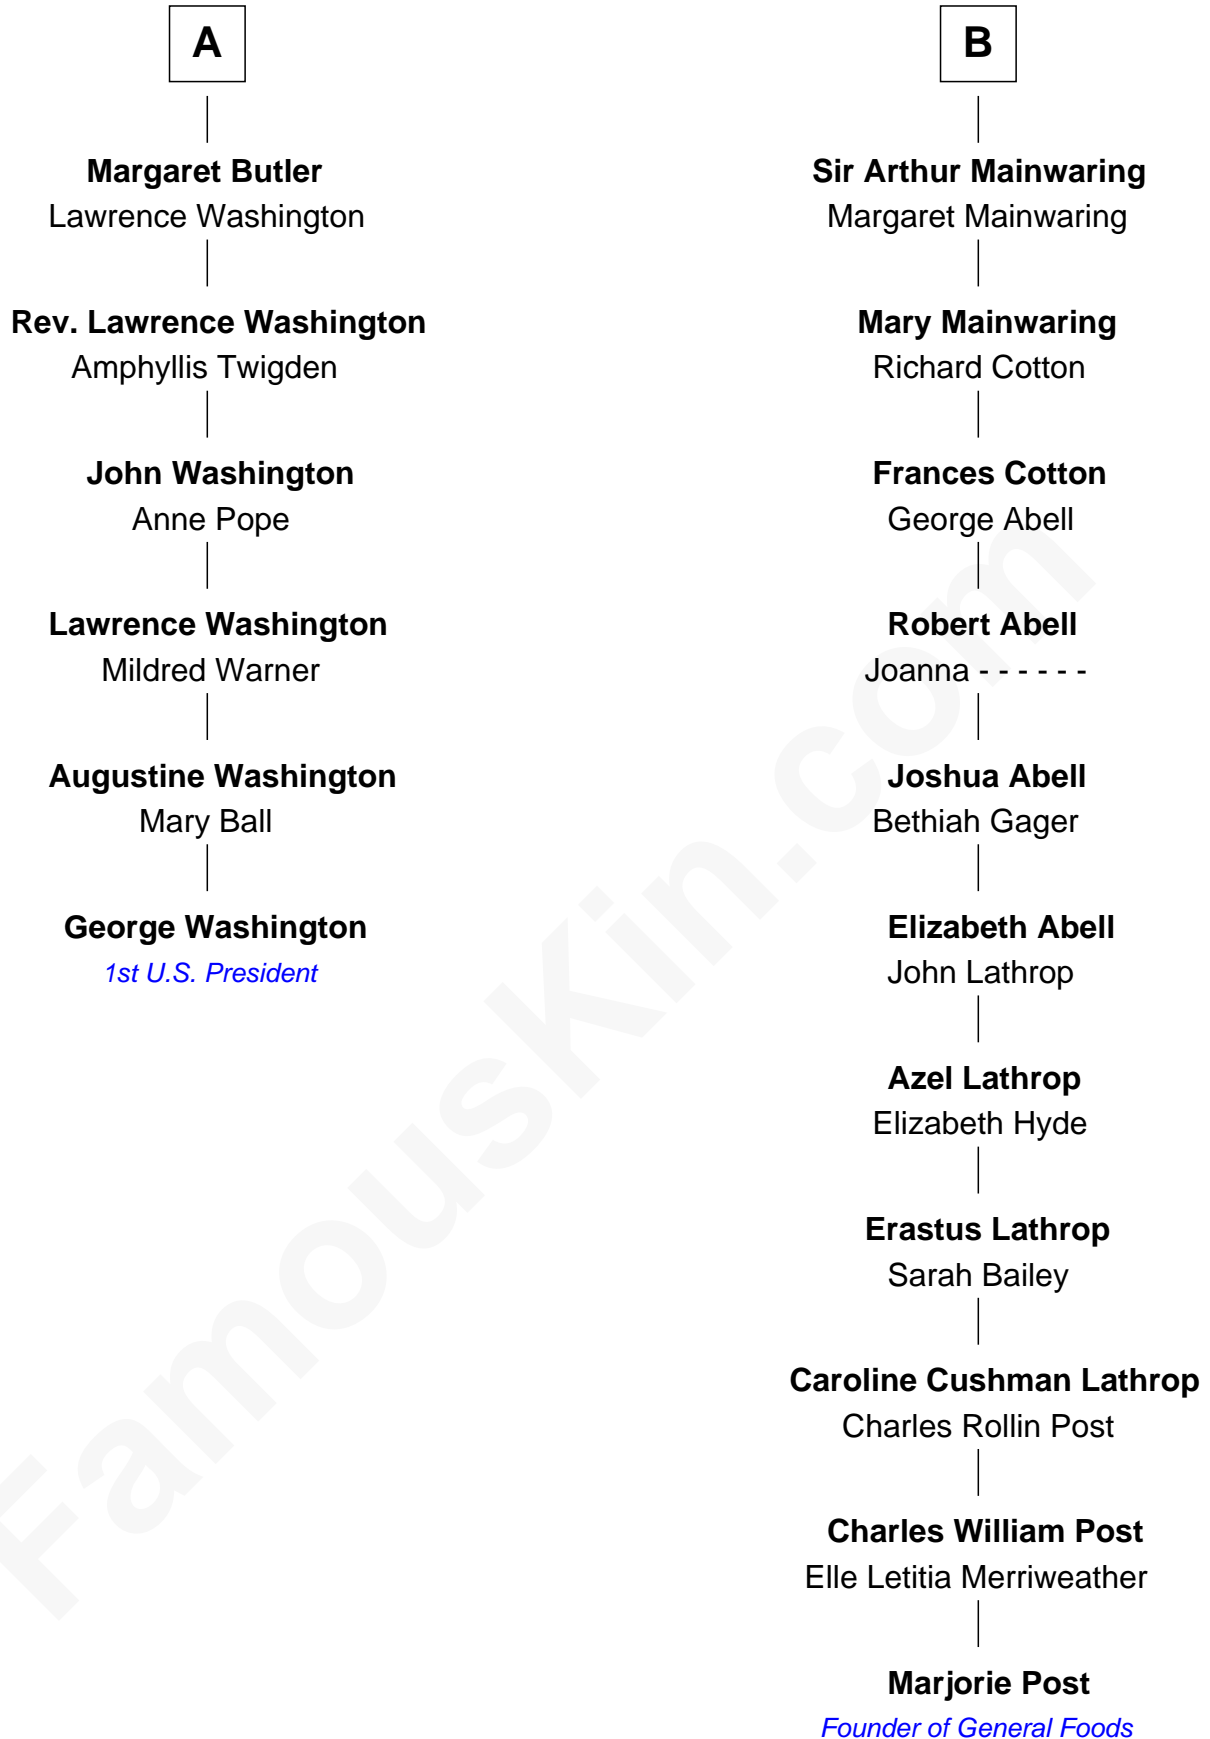 A
Margaret Butler
Lawrence Washington
Rev. Lawrence Washington
Amphyllis Twigden
John Washington
Anne Pope
Lawrence Washington
Mildred Warner
Augustine Washington
Mary Ball
George Washington
1st U.S. President
B
Sir Arthur Mainwaring
Margaret Mainwaring
Mary Mainwaring
Richard Cotton
Frances Cotton
George Abell
Robert Abell
Joanna - - - - - -
Joshua Abell
Bethiah Gager
Elizabeth Abell
John Lathrop
Azel Lathrop
Elizabeth Hyde
Erastus Lathrop
Sarah Bailey
Caroline Cushman Lathrop
Charles Rollin Post
Charles William Post
Elle Letitia Merriweather
Marjorie Post
Founder of General Foods
FamousKin.com